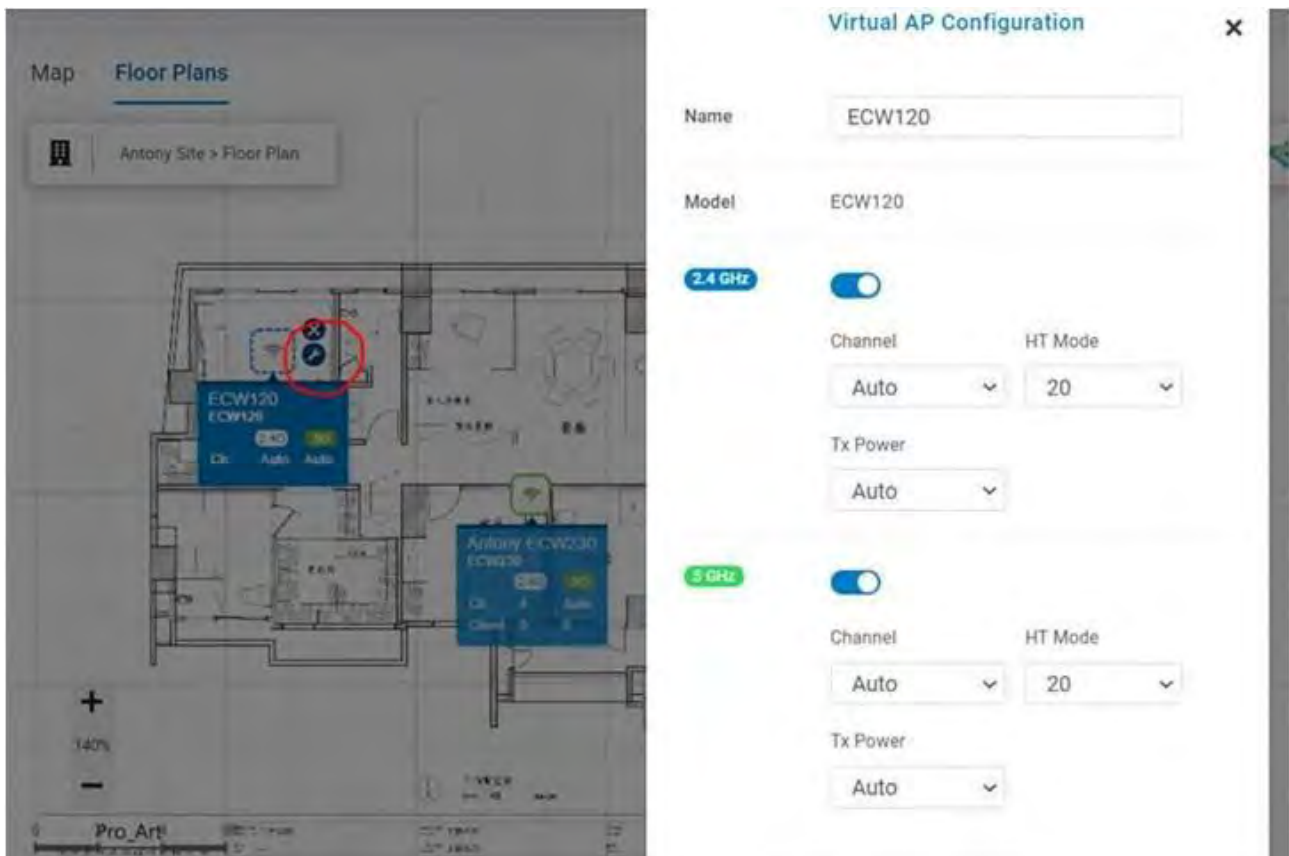 Virtual AP Configuration
Map
Floor Plans
Antony Site > Floor Plan
Name
ECW120
Model
ECW120
2.4 GHz
Channel
HT Mode
Auto
20
Tx Power
Auto
5 GHz
Channel
HT Mode
Auto
20
Tx Power
Auto
ECW120
ECW120
2.4G
5G
Ch
Auto
Auto
Antony ECW230
ECW230
2.4G
5G
Ch
Auto
Client
140%
Pro_Art